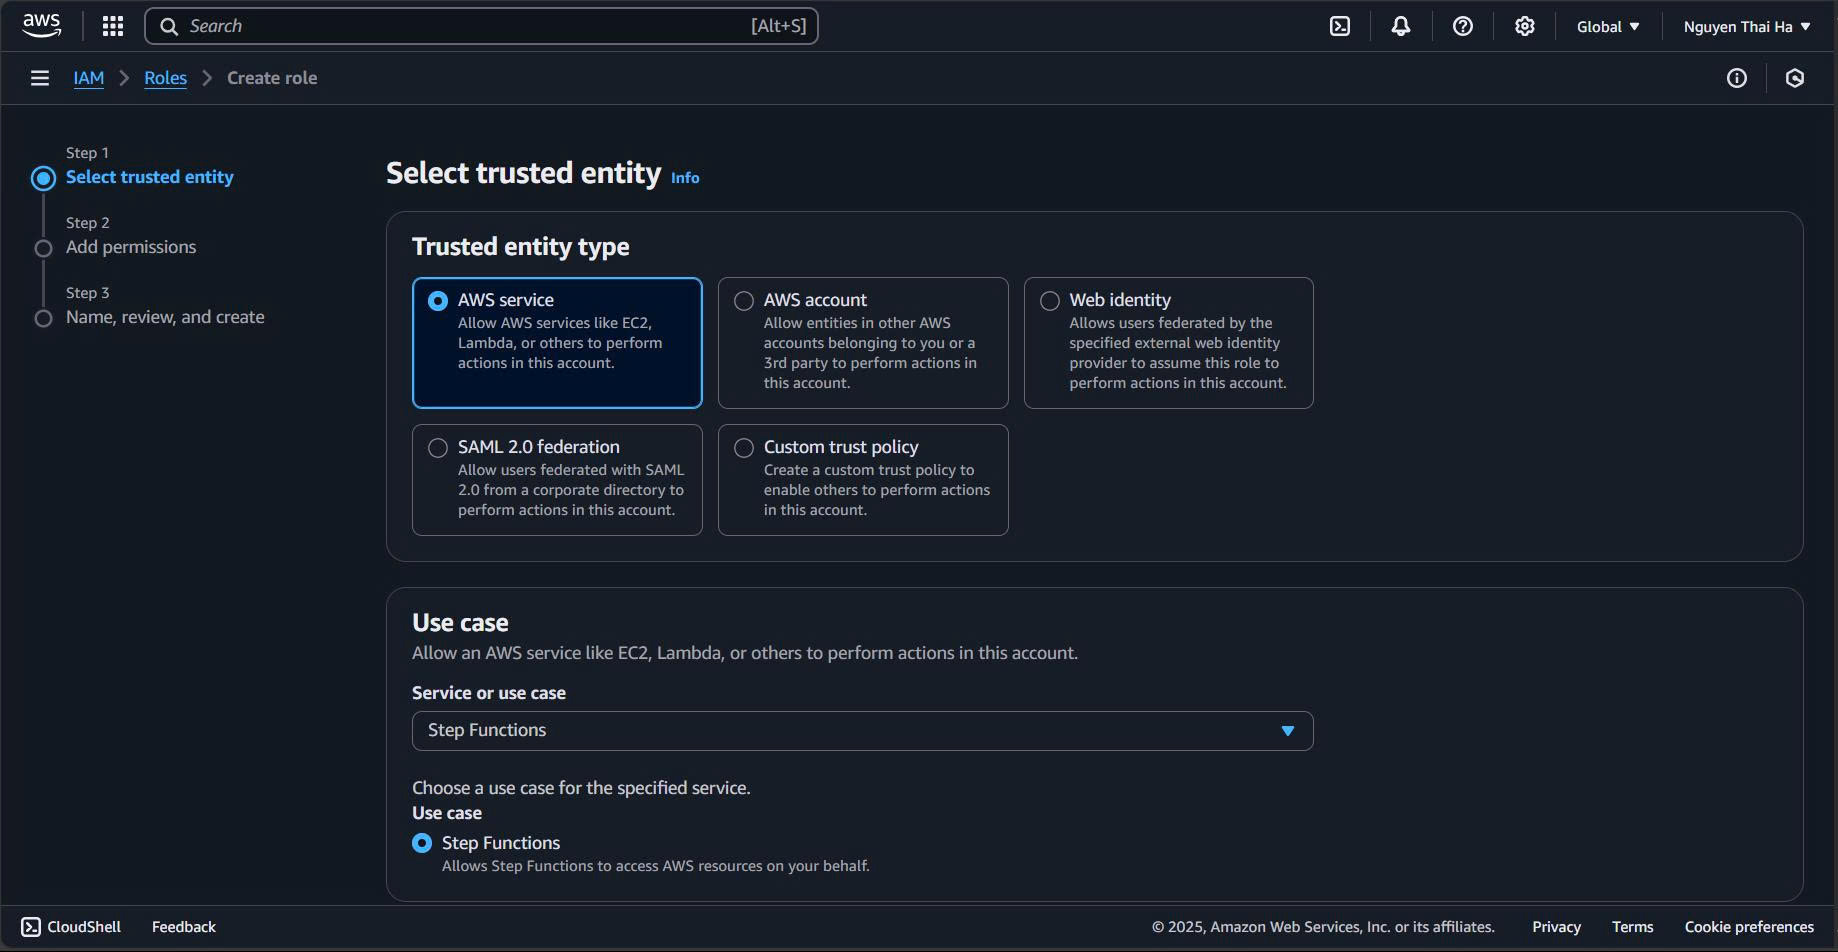 aws
Search [Alt+S]
Global
Nguyen Thai Ha
IAM
Roles
Create role
Step 1
Select trusted entity
Step 2
Add permissions
Step 3
Name, review, and create
Select trusted entity Info
Trusted entity type
AWS service
Allow AWS services like EC2,
Lambda, or others to perform
actions in this account.
AWS account
Allow entities in other AWS
accounts belonging to you or a
3rd party to perform actions in
this account.
Web identity
Allows users federated by the
specified external web identity
provider to assume this role to
perform actions in this account.
SAML 2.0 federation
Allow users federated with SAML
2.0 from a corporate directory to
perform actions in this account.
Custom trust policy
Create a custom trust policy to
enable others to perform actions
in this account.
Use case
Allow an AWS service like EC2, Lambda, or others to perform actions in this account.
Service or use case
Step Functions
Choose a use case for the specified service.
Use case
Step Functions
Allows Step Functions to access AWS resources on your behalf.
CloudShell
Feedback
© 2025, Amazon Web Services, Inc. or its affiliates.
Privacy
Terms
Cookie preferences